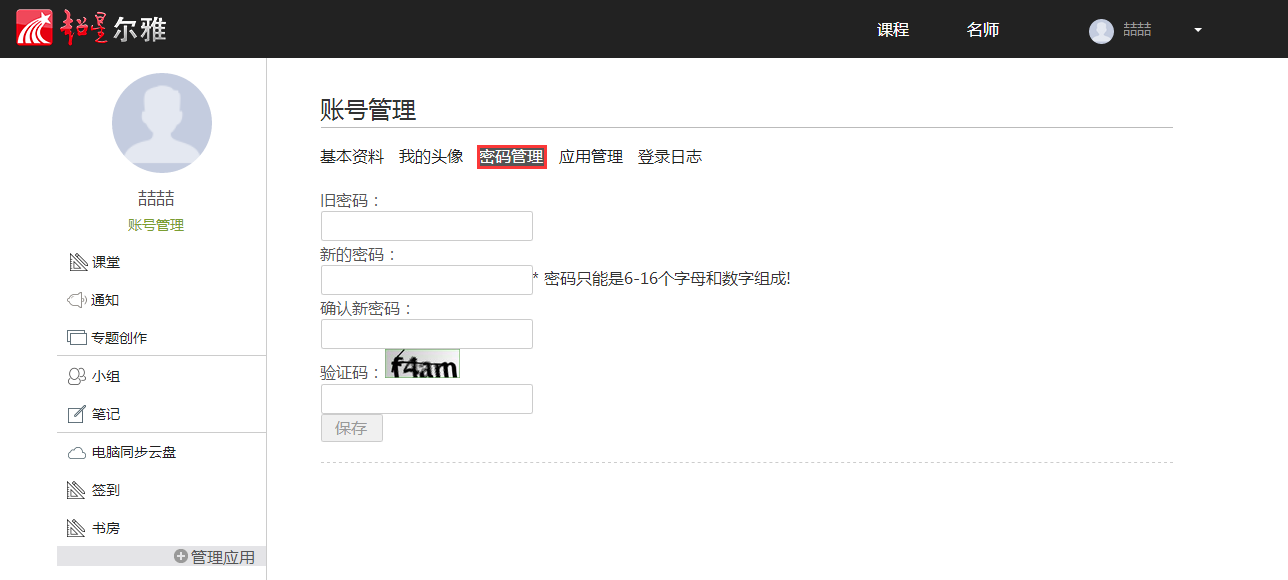 超星尔雅
课程 名师 喆喆
喆喆
账号管理
课堂
通知
专题创作
小组
笔记
电脑同步云盘
签到
书房
管理应用
账号管理
基本资料 我的头像 密码管理 应用管理 登录日志
旧密码：
新的密码：
* 密码只能是6-16个字母和数字组成!
确认新密码：
验证码： f4am
保存